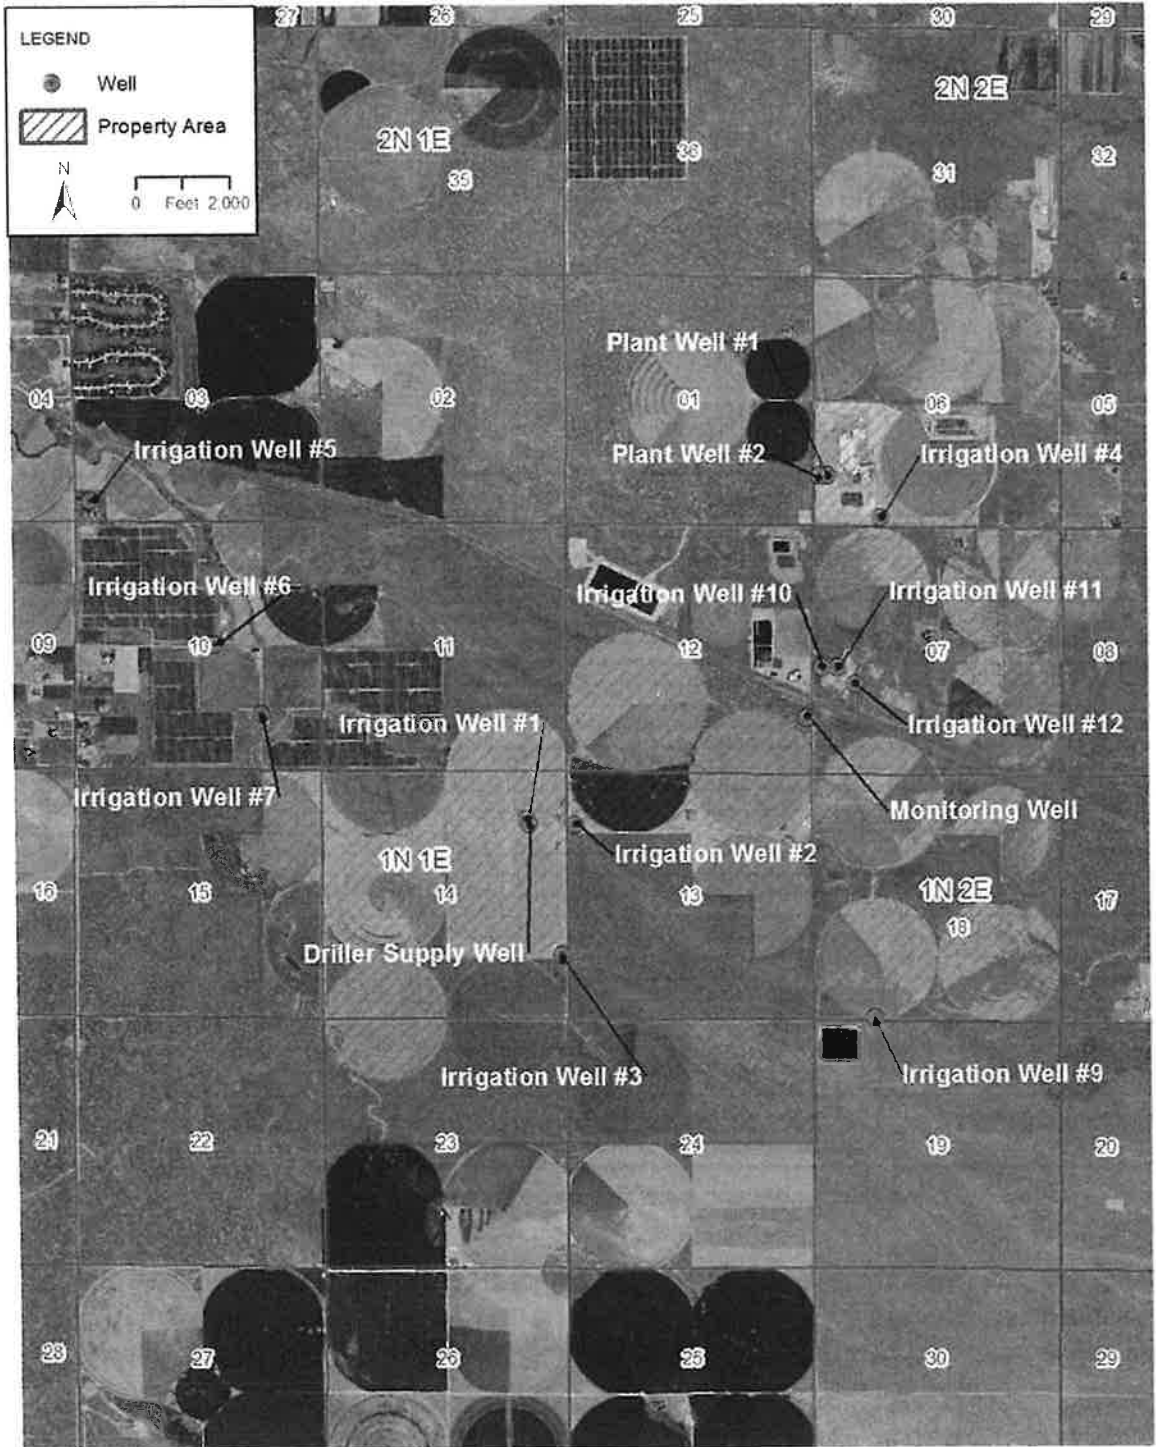 27
26
25
30
29
LEGEND
Well
Property Area
N
0 Feet 2,000
2N 1E
2N 2E
35
36
31
32
Plant Well #1
04
03
02
01
06
05
Irrigation Well #5
Plant Well #2
Irrigation Well #4
Irrigation Well #6
Irrigation Well #10
Irrigation Well #11
09
10
11
12
07
08
Irrigation Well #1
Irrigation Well #12
Irrigation Well #7
Monitoring Well
Irrigation Well #2
1N 1E
16
15
14
13
1N 2E
18
17
Driller Supply Well
Irrigation Well #3
Irrigation Well #9
21
22
23
24
19
20
28
27
26
25
30
29